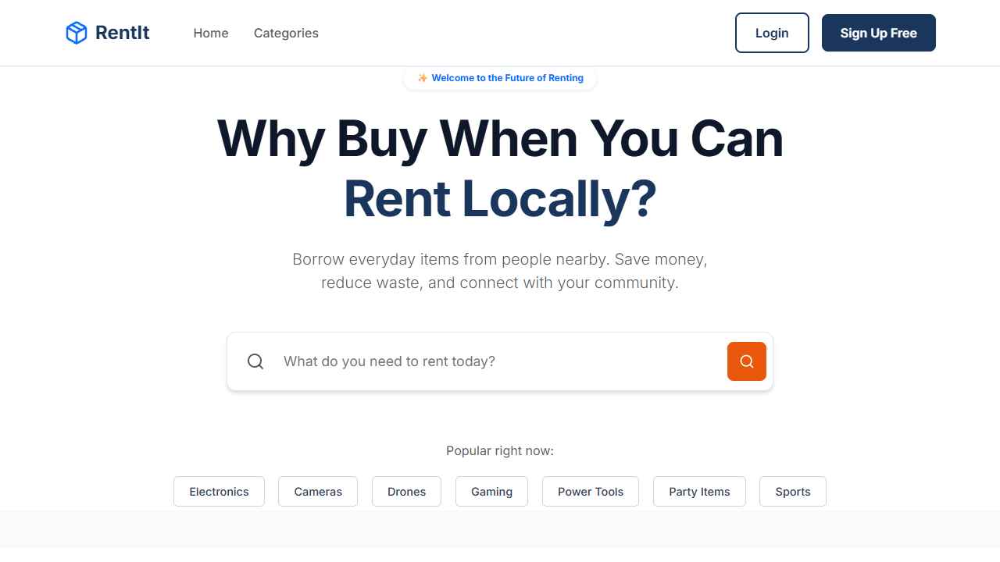 RentIt
Home
Categories
Login
Sign Up Free
✨ Welcome to the Future of Renting
Why Buy When You Can
Rent Locally?
Borrow everyday items from people nearby. Save money,
reduce waste, and connect with your community.
What do you need to rent today?
Popular right now:
Electronics
Cameras
Drones
Gaming
Power Tools
Party Items
Sports